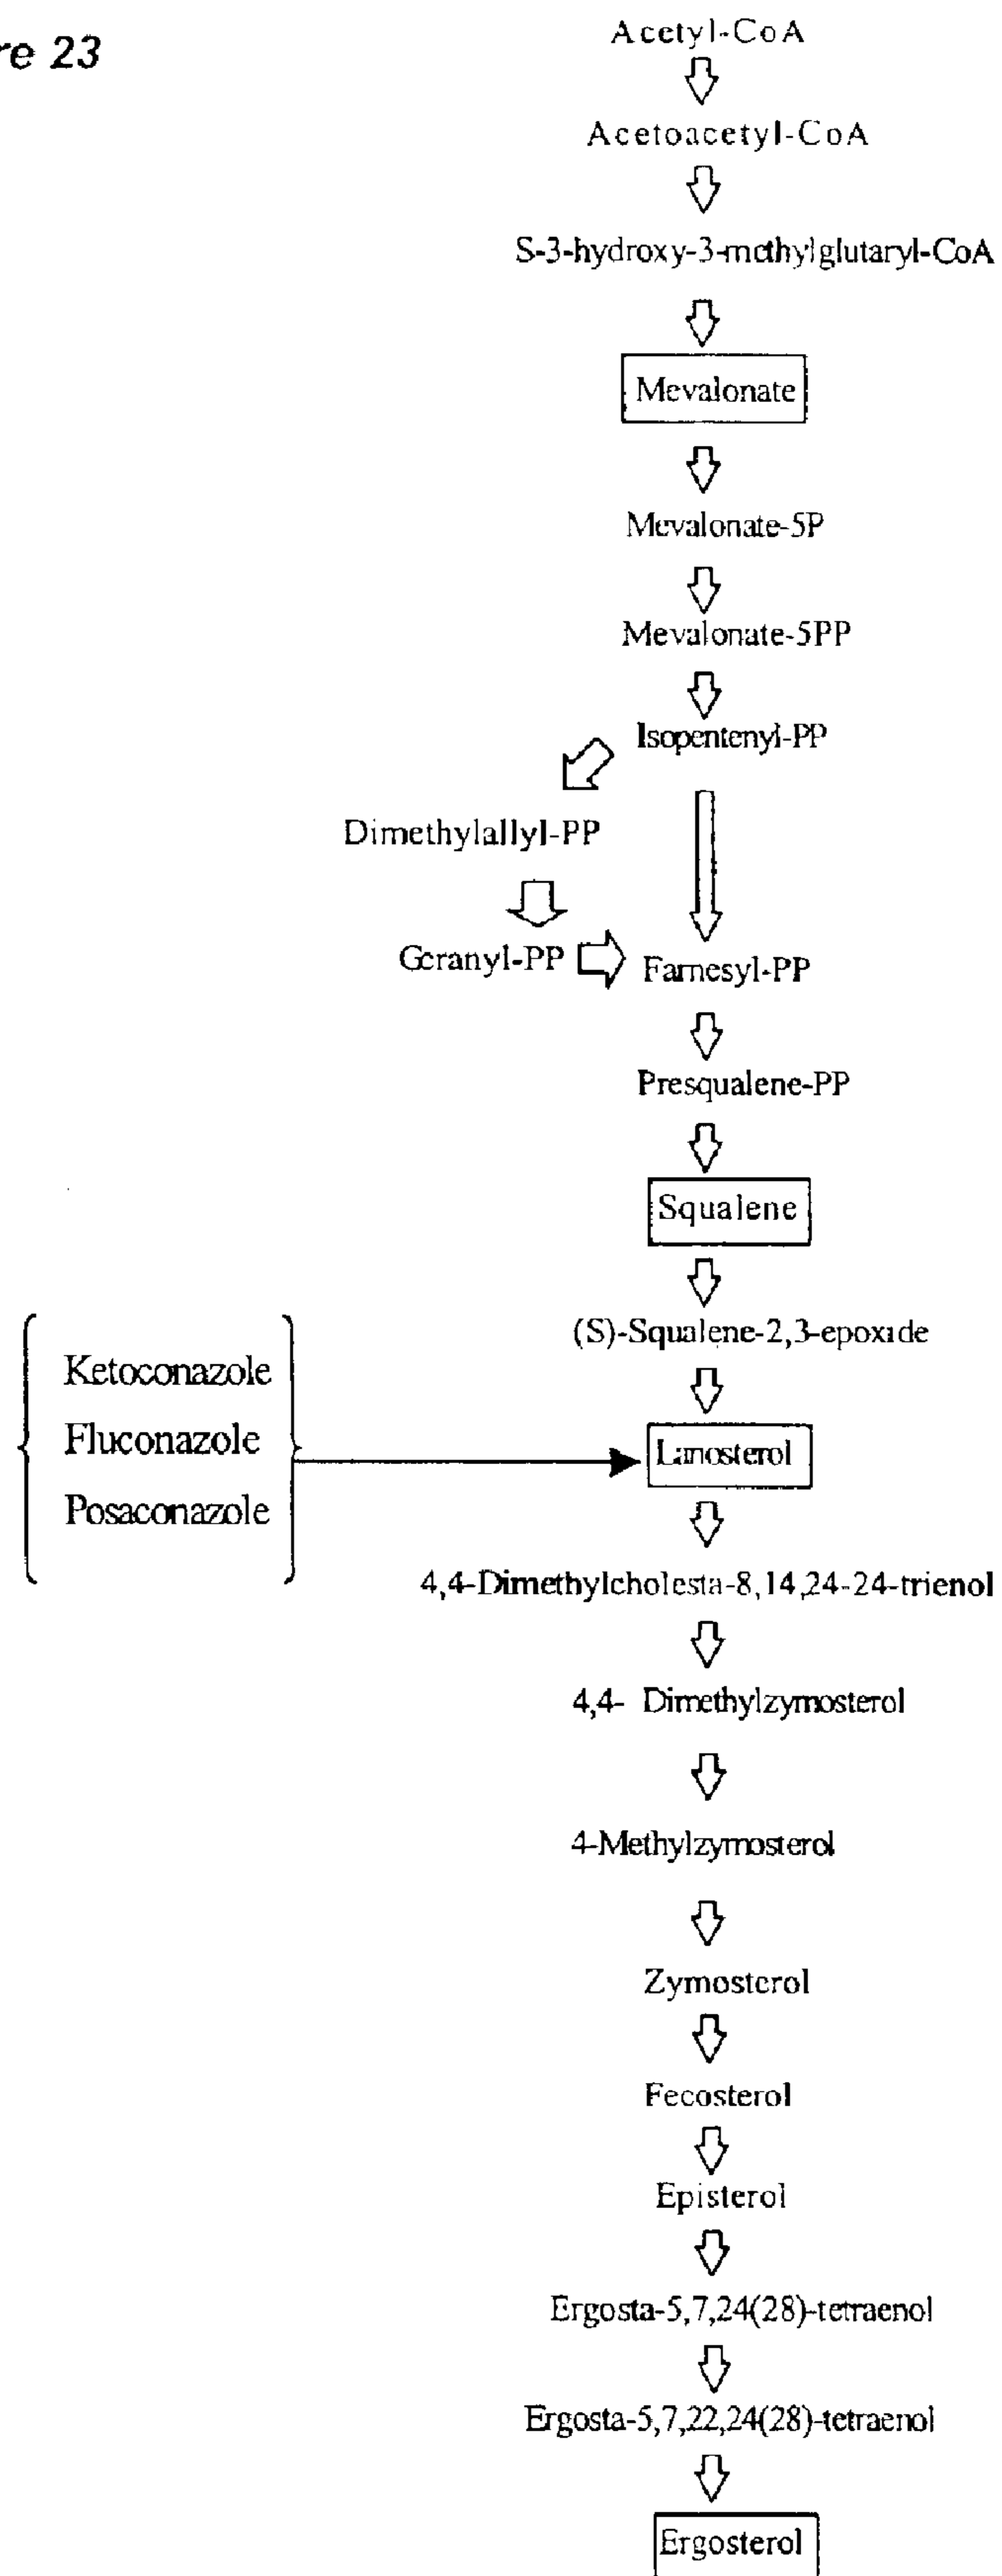 re 23
Acetyl-CoA
Acetoacetyl-CoA
S-3-hydroxy-3-methylglutaryl-CoA
Mevalonate
Mevalonate-5P
Mevalonate-5PP
Isopentenyl-PP
Dimethylallyl-PP
Geranyl-PP
Farnesyl-PP
Presqualene-PP
Squalene
(S)-Squalene-2,3-epoxide
Ketoconazole
Fluconazole
Posaconazole
Lanosterol
4,4-Dimethylcholesta-8,14,24-24-trienol
4,4- Dimethylzymosterol
4-Methylzymosterol
Zymosterol
Fecosterol
Episterol
Ergosta-5,7,24(28)-tetraenol
Ergosta-5,7,22,24(28)-tetraenol
Ergosterol